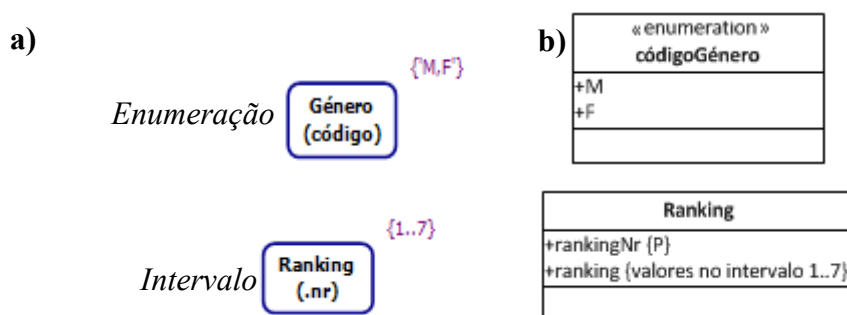 a)
Enumeração
{'M,F'}
Género
(código)
Intervalo
{1..7}
Ranking
(.nr)
b)
«enumeration»
códigoGénero
+M
+F
Ranking
+rankingNr {P}
+ranking {valores no intervalo 1..7}